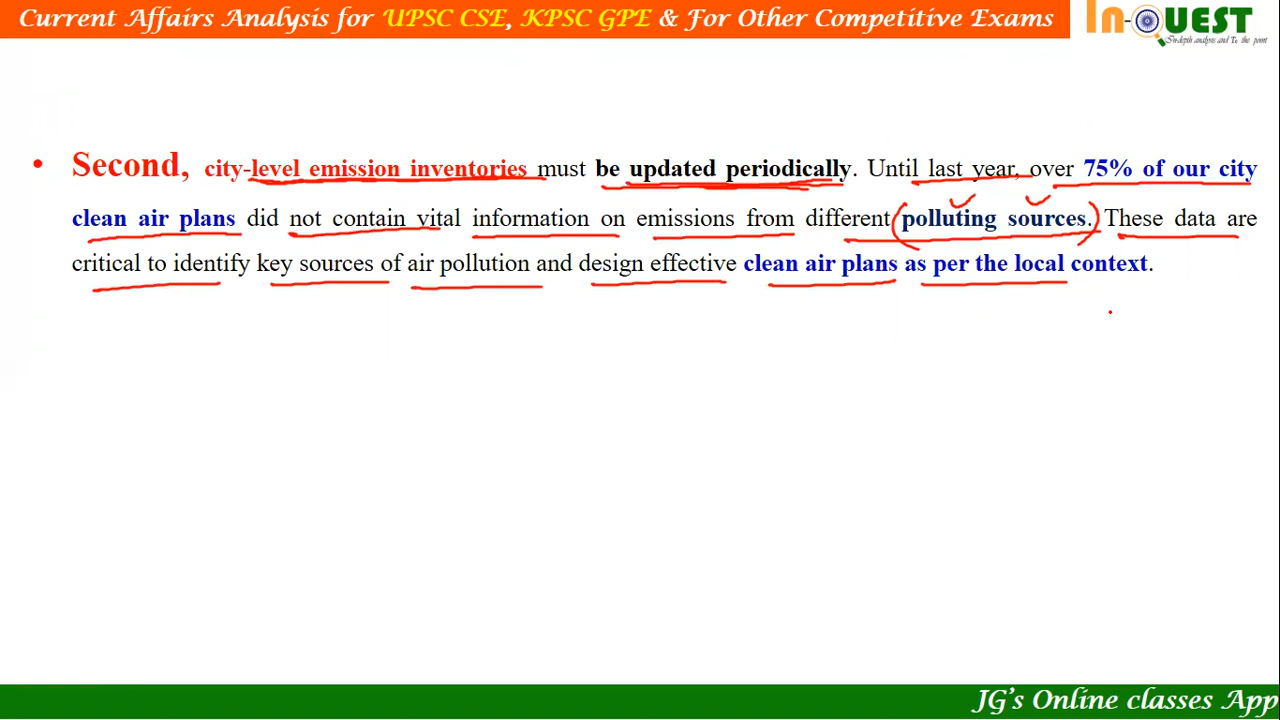 Current Affairs Analysis for UPSC CSE, KPSC GPE & For Other Competitive Exams
In-QUEST
In-depth analysis and To the point
• Second, city-level emission inventories must be updated periodically. Until last year, over 75% of our city
clean air plans did not contain vital information on emissions from different polluting sources. These data are
critical to identify key sources of air pollution and design effective clean air plans as per the local context.
JG's Online classes App